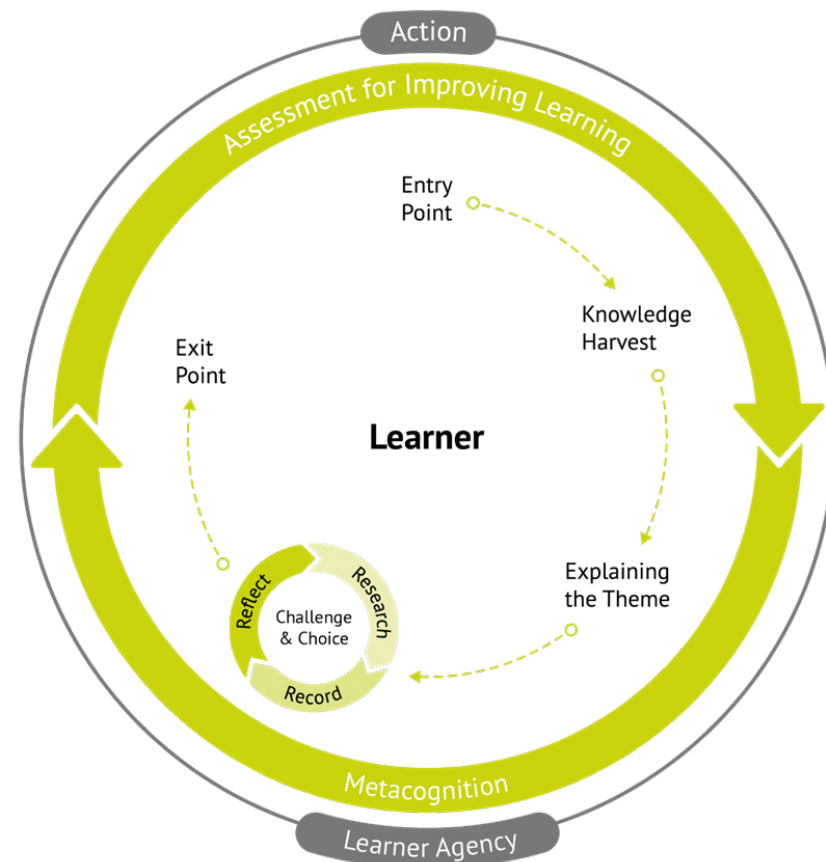 Action
Assessment for Improving Learning
Entry
Point
Knowledge
Harvest
Exit
Point
Learner
Explaining
the Theme
Reflect
Research
Challenge
& Choice
Record
Metacognition
Learner Agency